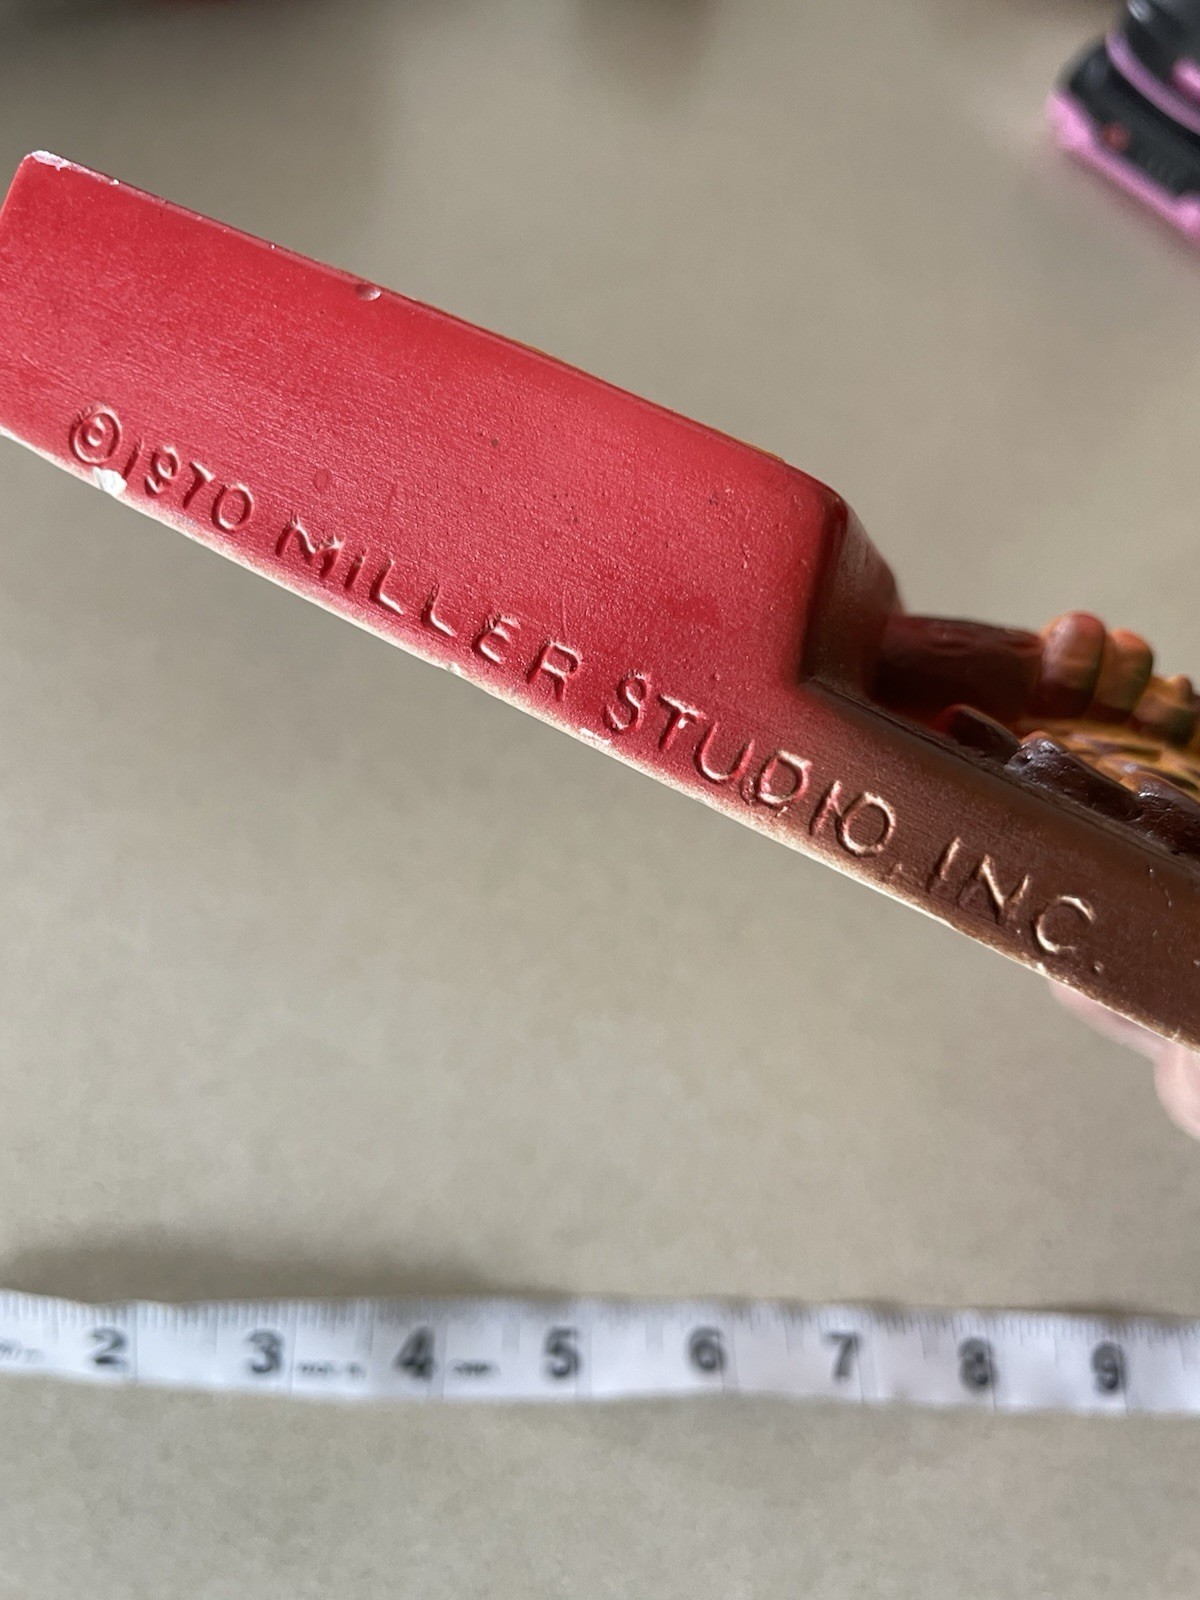 ©1970 MILLER STUDIO, INC.
2 3 4 5 6 7 8 9